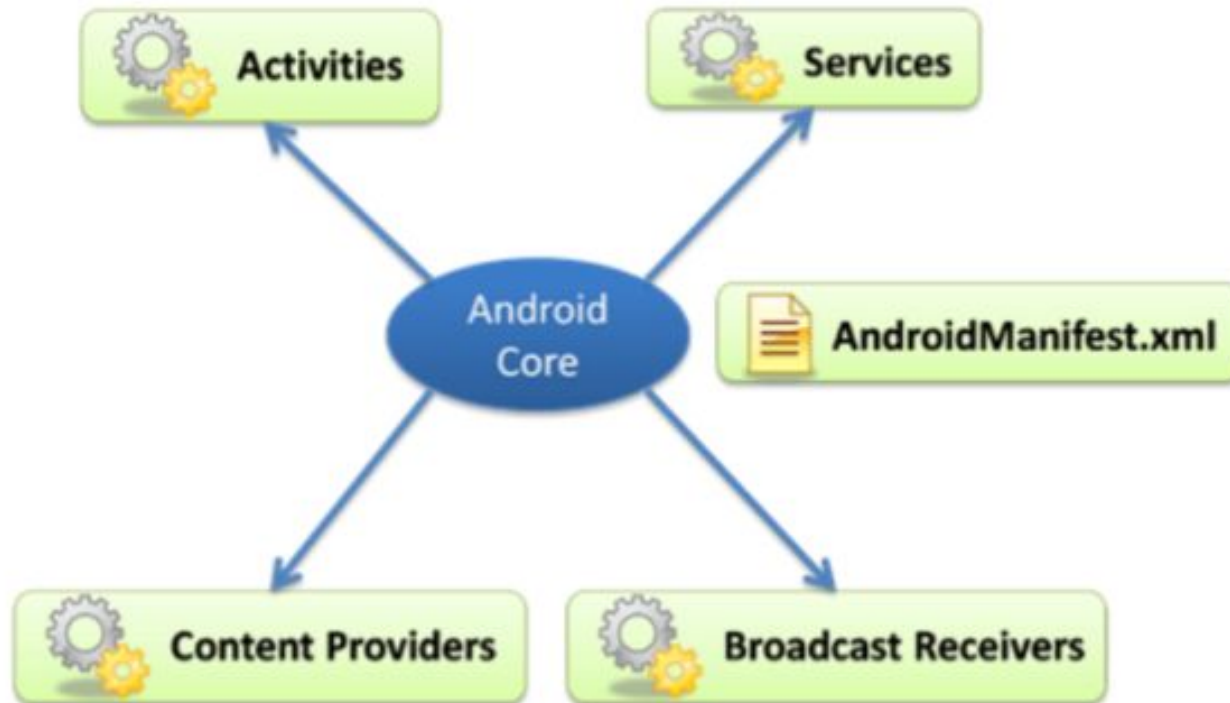 Activities
Services
Android
Core
AndroidManifest.xml
Content Providers
Broadcast Receivers